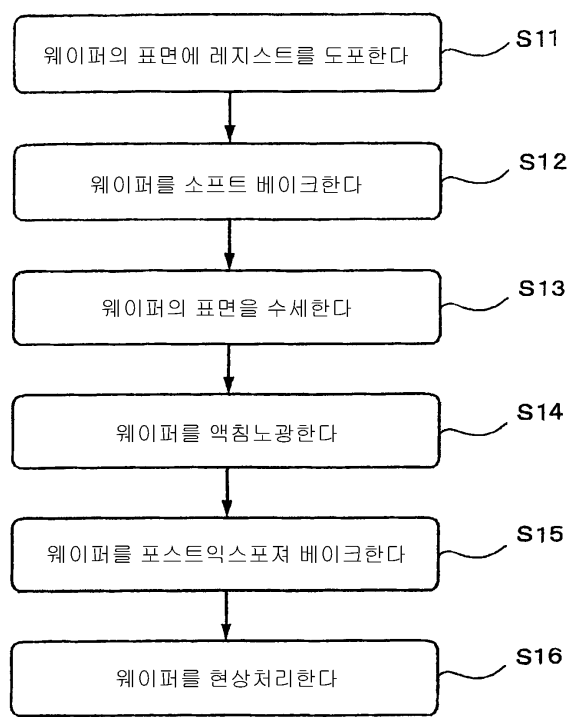 웨이퍼의 표면에 레지스트를 도포한다
S11
웨이퍼를 소프트 베이크한다
S12
웨이퍼의 표면을 수세한다
S13
웨이퍼를 액침노광한다
S14
웨이퍼를 포스트익스포져 베이크한다
S15
웨이퍼를 현상처리한다
S16